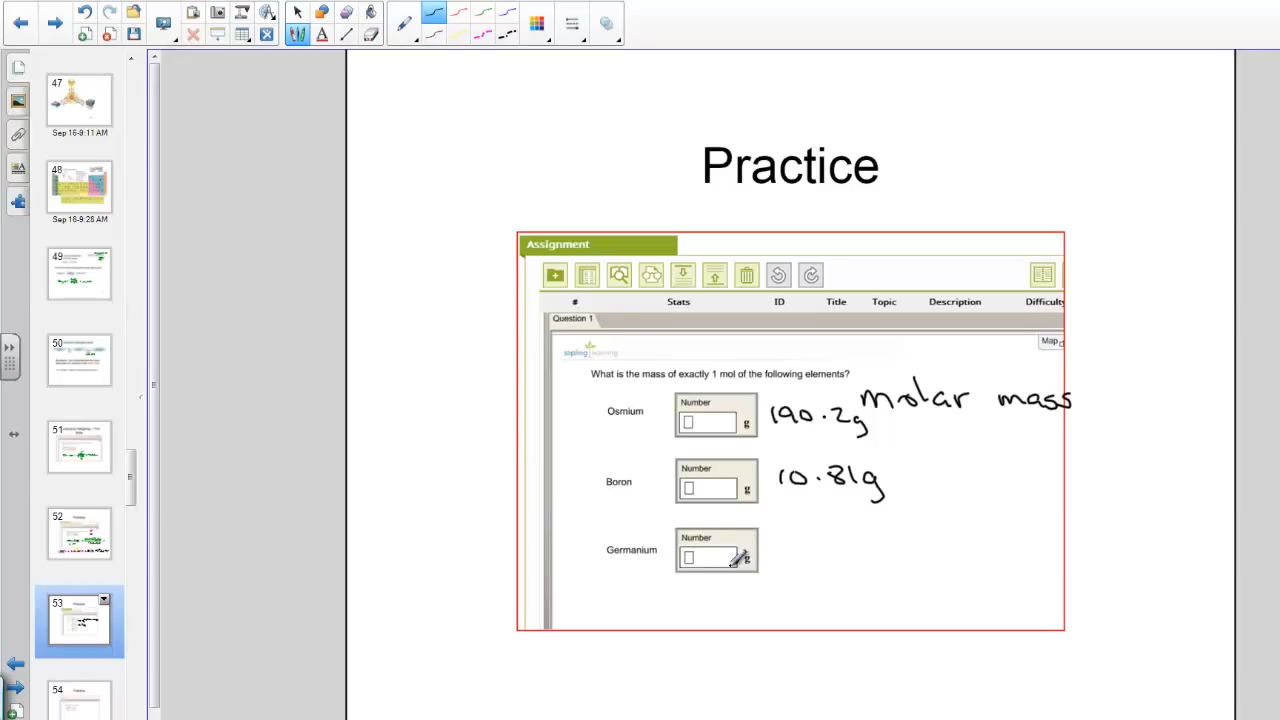 47
Sep 16-9:11 AM
48
Sep 16-9:28 AM
49
50
51
52
53
54
Practice
Assignment
# Stats ID Title Topic Description Difficulty
Question 1
sapling learning
Map
What is the mass of exactly 1 mol of the following elements?
molar mass
Osmium Number g 190.2g
Boron Number g 10.81g
Germanium Number g